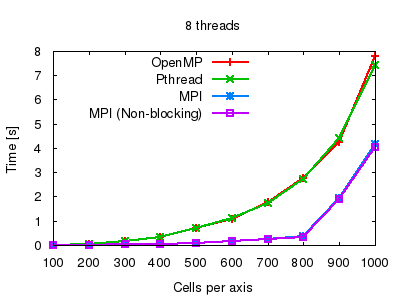 8 threads
OpenMP
Pthread
MPI
MPI (Non-blocking)
Time [s]
8
7
6
5
4
3
2
1
0
100 200 300 400 500 600 700 800 900 1000
Cells per axis